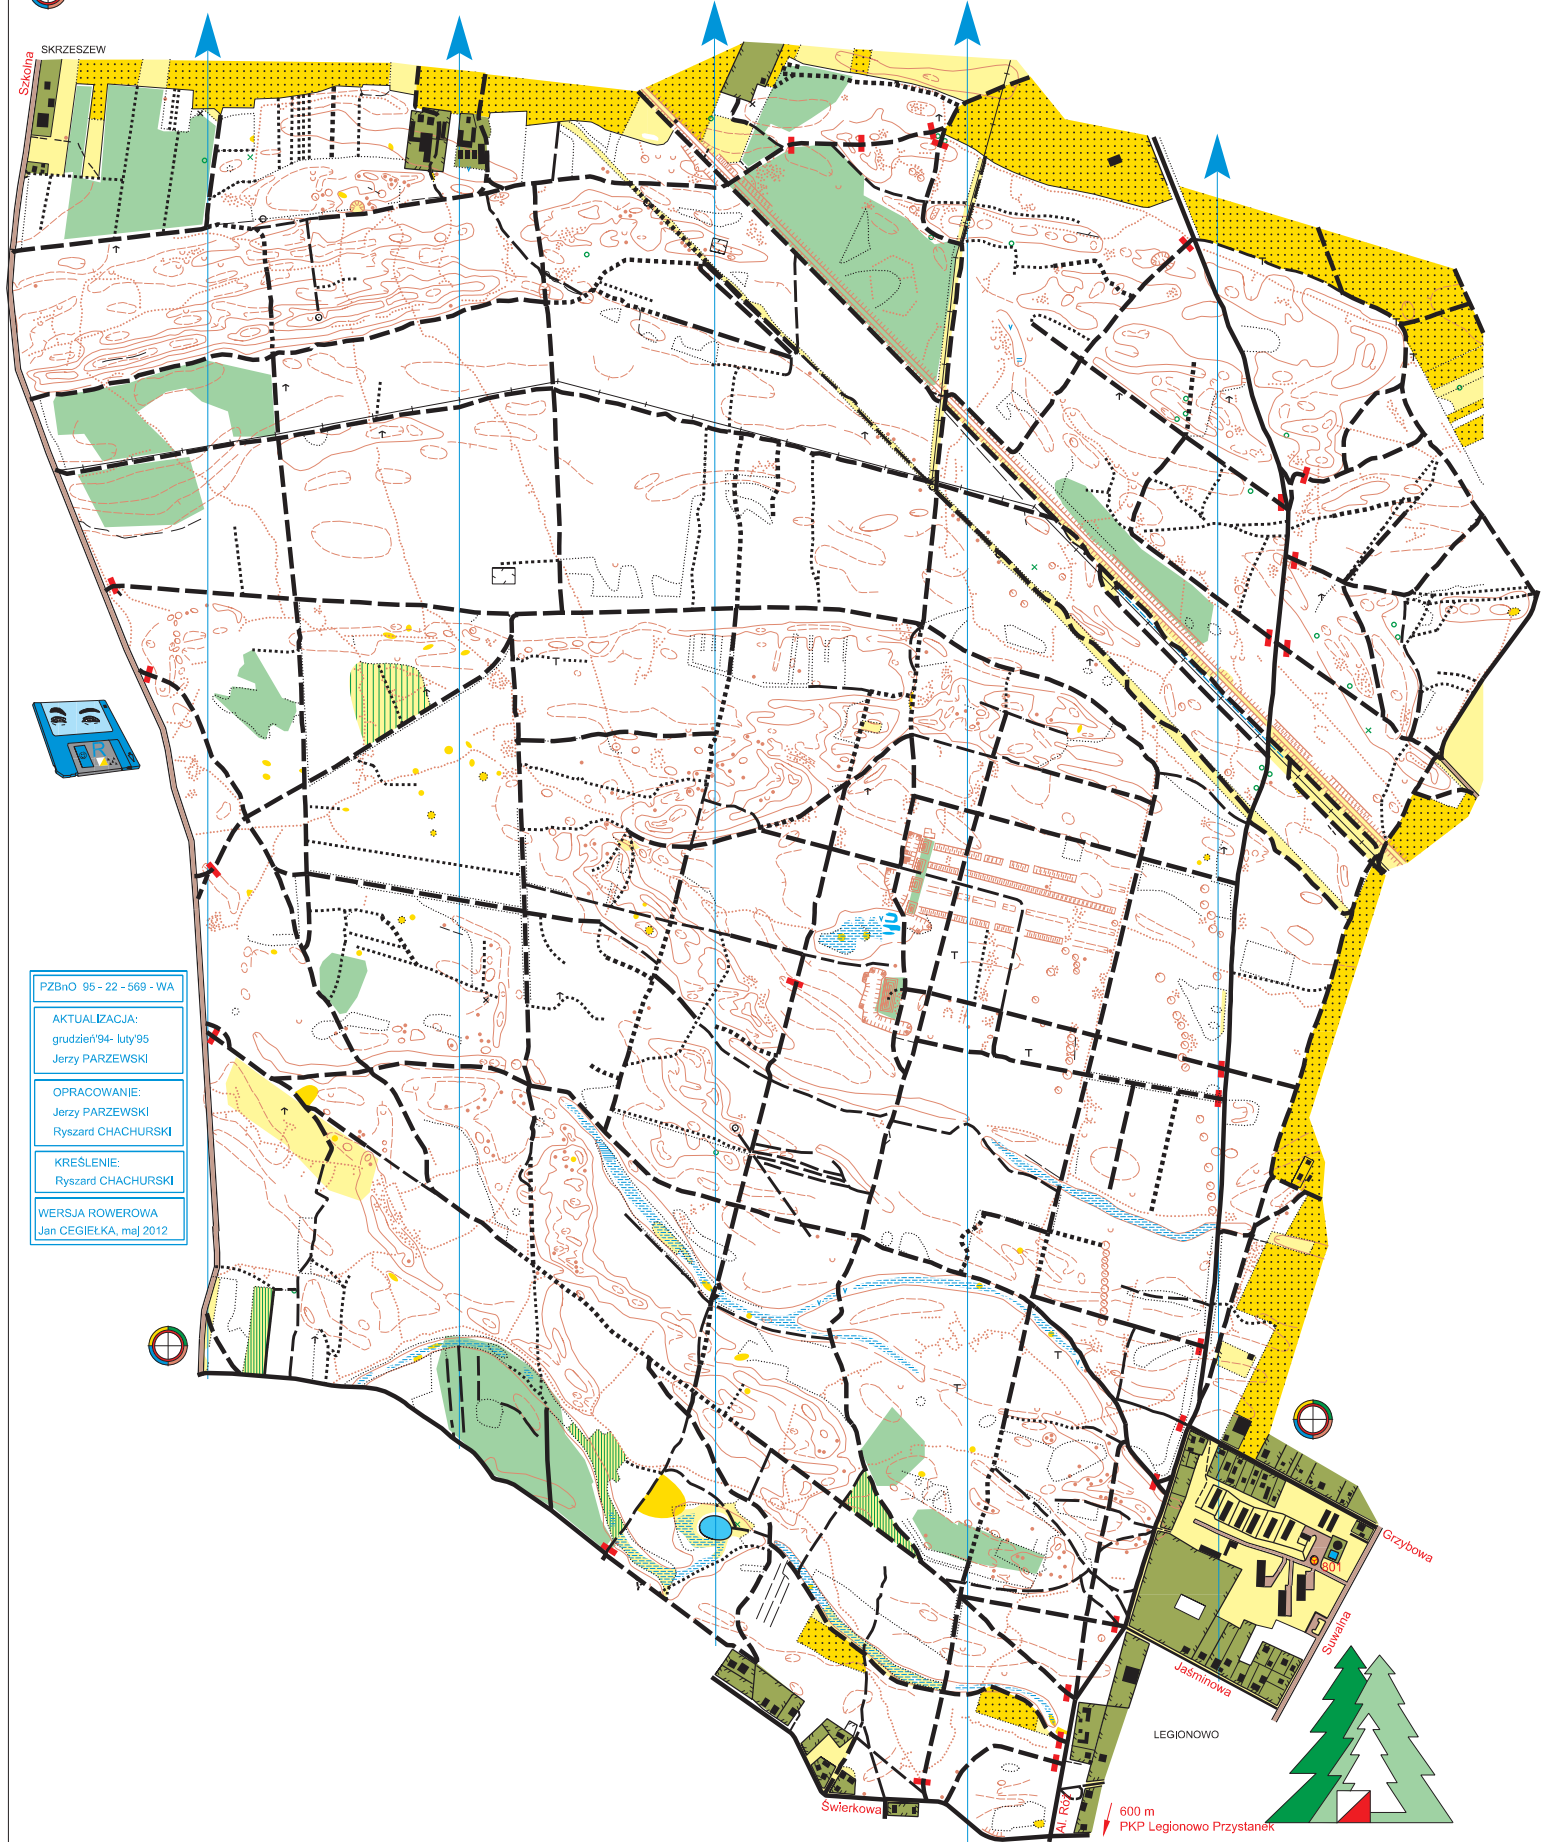 SKRZESZEW
Szkolna
PZBnO 95 - 22 - 569 - WA
AKTUALIZACJA:
grudzień'94- luty'95
Jerzy PARZEWSKI
OPRACOWANIE:
Jerzy PARZEWSKI
Ryszard CHACHURSKI
KREŚLENIE:
Ryszard CHACHURSKI
WERSJA ROWEROWA
Jan CEGIEŁKA, maj 2012
R
Grzybowa
801
Suwalna
Jaśminowa
LEGIONOWO
Świerkowa
Al. Róż
600 m
PKP Legionowo Przystanek